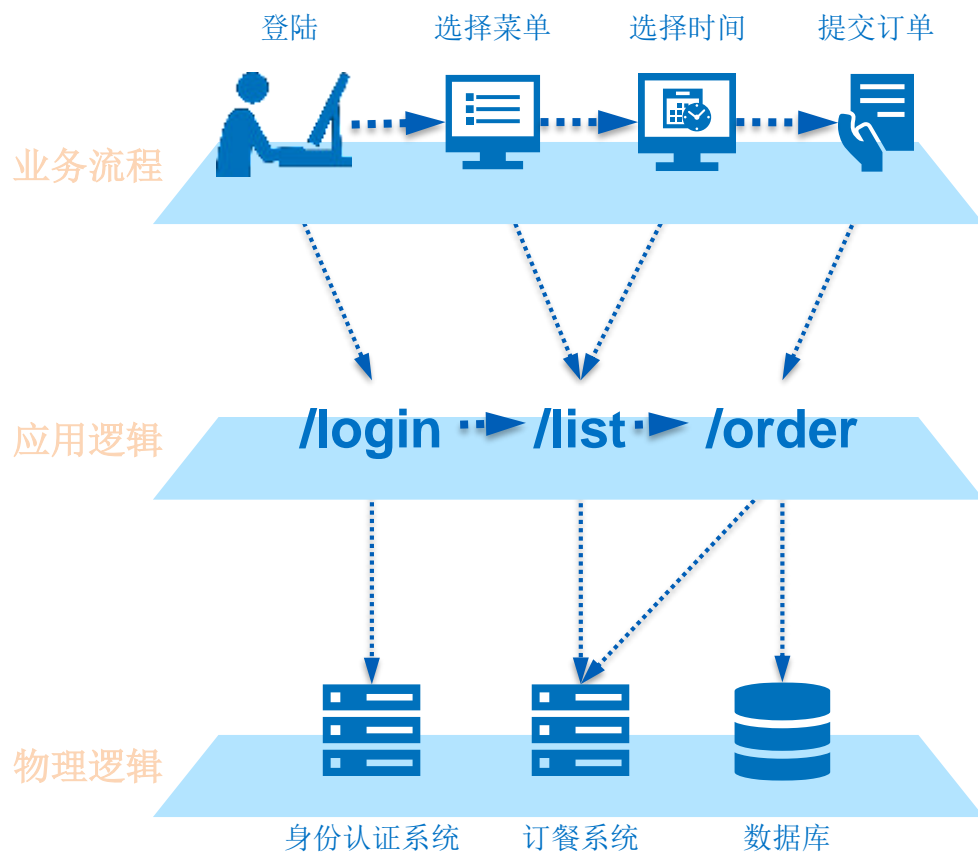 登陆
选择菜单
选择时间
提交订单
业务流程
应用逻辑
/login
/list
/order
物理逻辑
身份认证系统
订餐系统
数据库